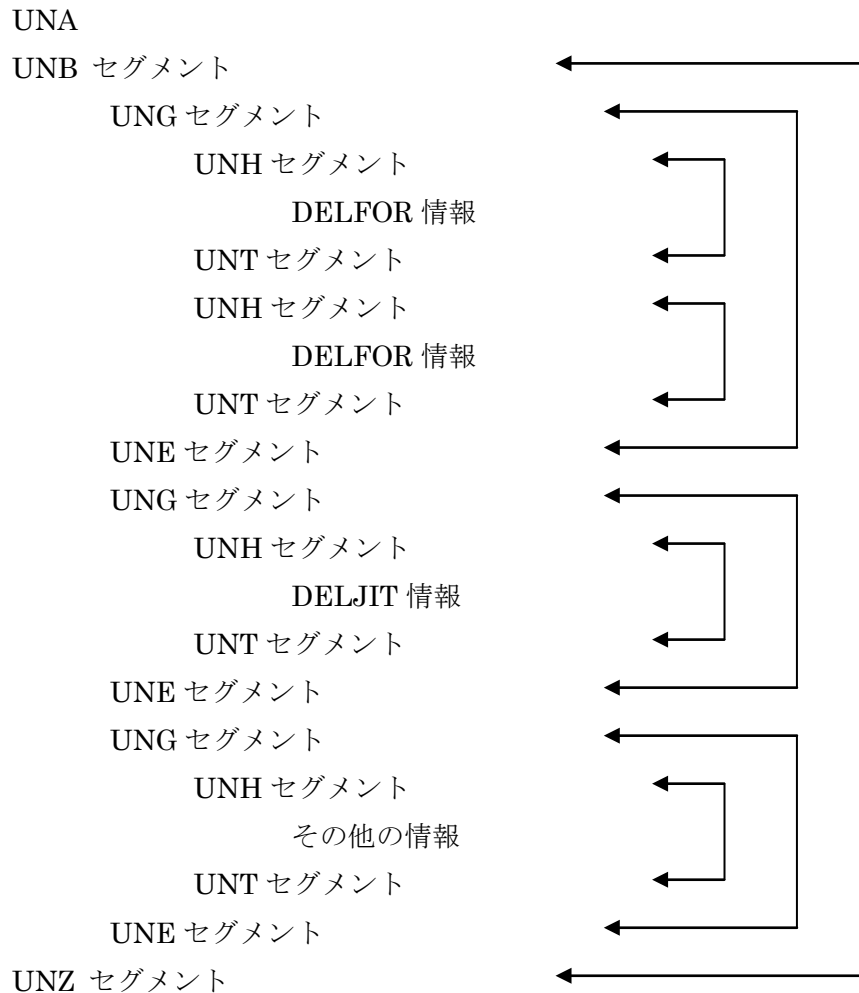 UNA
UNB セグメント
UNG セグメント
UNH セグメント
DELFOR 情報
UNT セグメント
UNH セグメント
DELFOR 情報
UNT セグメント
UNE セグメント
UNG セグメント
UNH セグメント
DELJIT 情報
UNT セグメント
UNE セグメント
UNG セグメント
UNH セグメント
その他の情報
UNT セグメント
UNE セグメント
UNZ セグメント